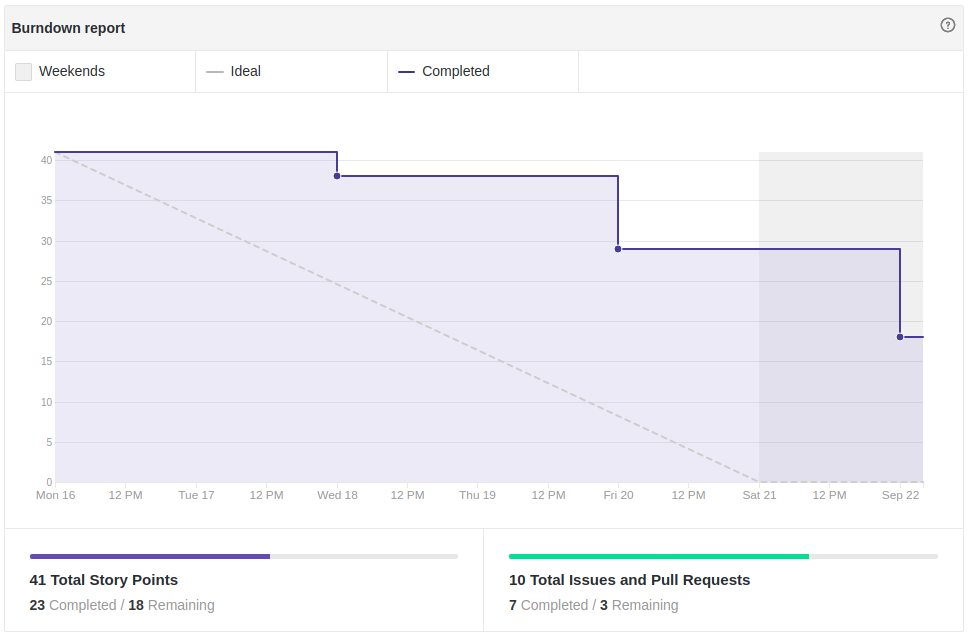 Burndown report
?
Weekends
Ideal
Completed
40
35
30
25
20
15
10
5
0
Mon 16 12 PM Tue 17 12 PM Wed 18 12 PM Thu 19 12 PM Fri 20 12 PM Sat 21 12 PM Sep 22
41 Total Story Points
23 Completed / 18 Remaining
10 Total Issues and Pull Requests
7 Completed / 3 Remaining